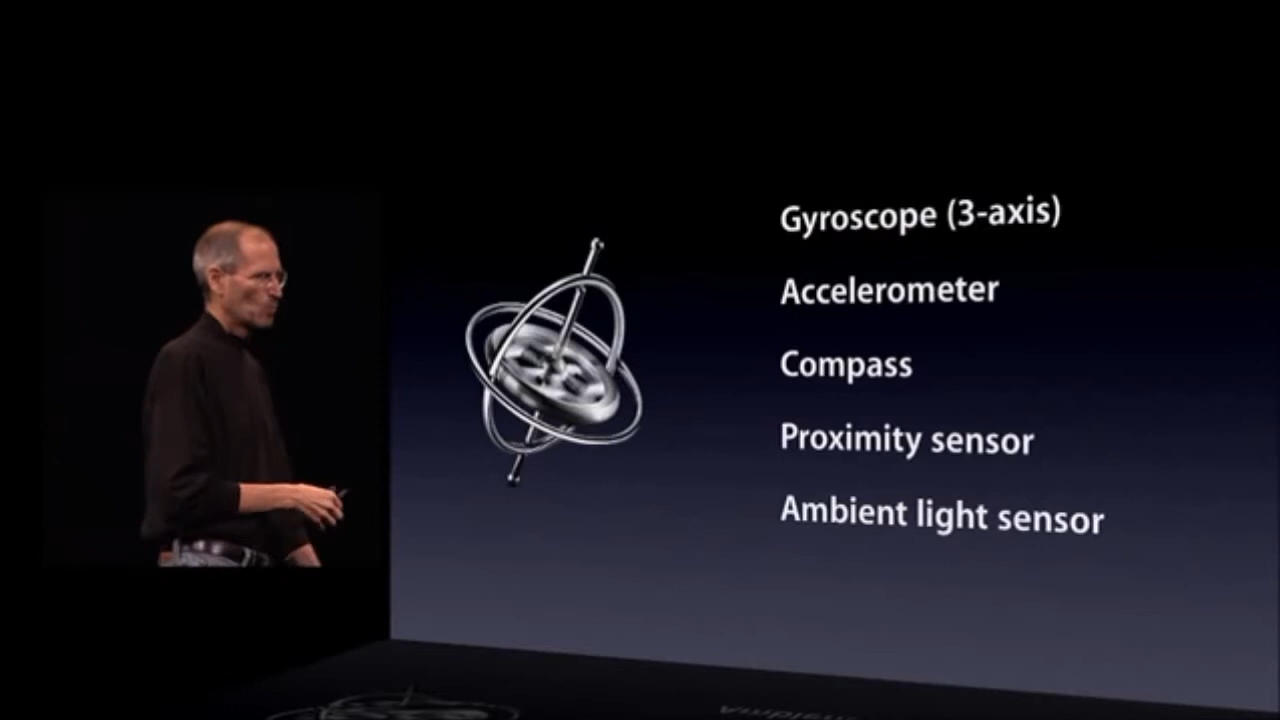 Gyroscope (3-axis)
Accelerometer
Compass
Proximity sensor
Ambient light sensor